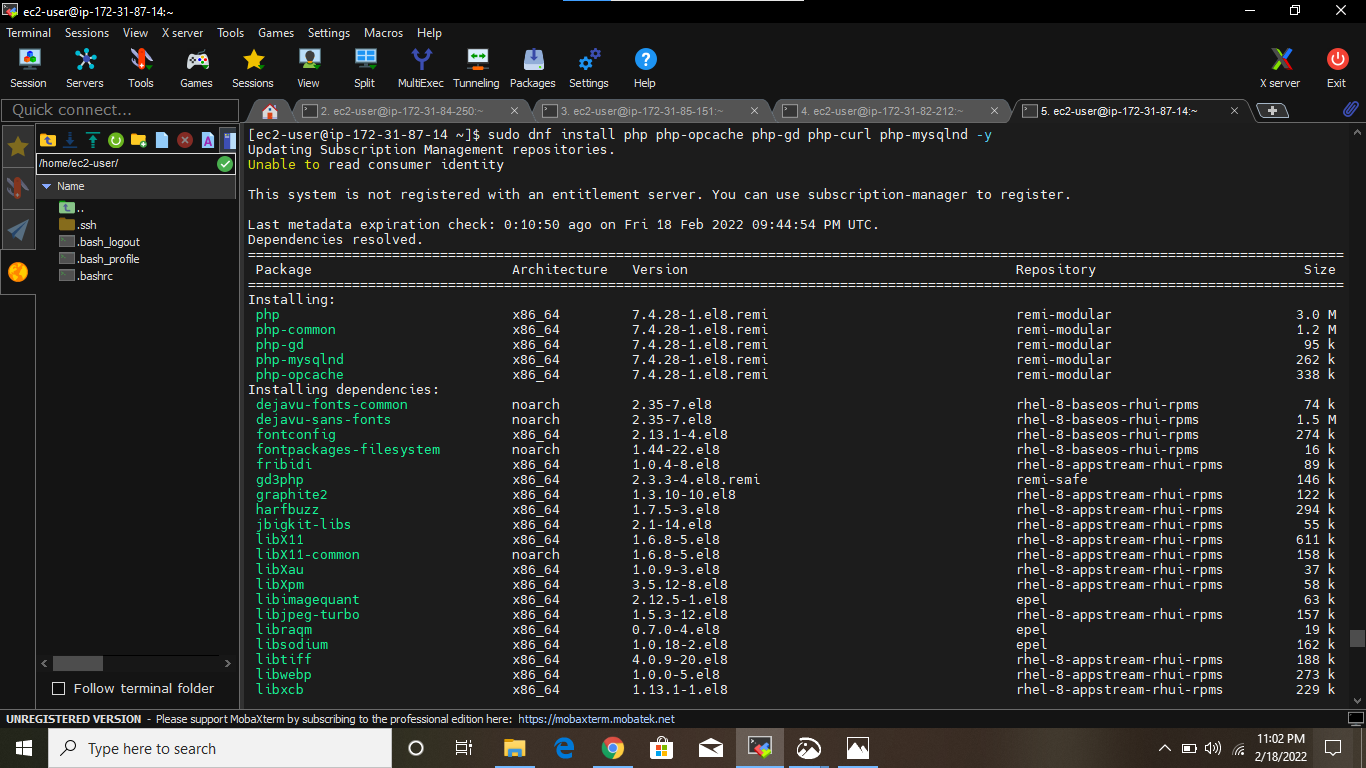 ec2-user@ip-172-31-87-14:~
Terminal Sessions View X server Tools Games Settings Macros Help
Session Servers Tools Games Sessions View Split MultiExec Tunneling Packages Settings Help X server Exit
Quick connect...
2. ec2-user@ip-172-31-84-250:~ 3. ec2-user@ip-172-31-85-151:~ 4. ec2-user@ip-172-31-82-212:~ 5. ec2-user@ip-172-31-87-14:~
/home/ec2-user/
Name
..
.ssh
.bash_logout
.bash_profile
.bashrc
Follow terminal folder
[ec2-user@ip-172-31-87-14 ~]$ sudo dnf install php php-opcache php-gd php-curl php-mysqlnd -y
Updating Subscription Management repositories.
Unable to read consumer identity
This system is not registered with an entitlement server. You can use subscription-manager to register.
Last metadata expiration check: 0:10:50 ago on Fri 18 Feb 2022 09:44:54 PM UTC.
Dependencies resolved.
Package Architecture Version Repository Size
Installing:
php x86_64 7.4.28-1.el8.remi remi-modular 3.0 M
php-common x86_64 7.4.28-1.el8.remi remi-modular 1.2 M
php-gd x86_64 7.4.28-1.el8.remi remi-modular 95 k
php-mysqlnd x86_64 7.4.28-1.el8.remi remi-modular 262 k
php-opcache x86_64 7.4.28-1.el8.remi remi-modular 338 k
Installing dependencies:
dejavu-fonts-common noarch 2.35-7.el8 rhel-8-baseos-rhui-rpms 74 k
dejavu-sans-fonts noarch 2.35-7.el8 rhel-8-baseos-rhui-rpms 1.5 M
fontconfig x86_64 2.13.1-4.el8 rhel-8-baseos-rhui-rpms 274 k
fontpackages-filesystem noarch 1.44-22.el8 rhel-8-baseos-rhui-rpms 16 k
fribidi x86_64 1.0.4-8.el8 rhel-8-appstream-rhui-rpms 89 k
gd3php x86_64 2.3.3-4.el8.remi remi-safe 146 k
graphite2 x86_64 1.3.10-10.el8 rhel-8-appstream-rhui-rpms 122 k
harfbuzz x86_64 1.7.5-3.el8 rhel-8-appstream-rhui-rpms 294 k
jbigkit-libs x86_64 2.1-14.el8 rhel-8-appstream-rhui-rpms 55 k
libX11 x86_64 1.6.8-5.el8 rhel-8-appstream-rhui-rpms 611 k
libX11-common noarch 1.6.8-5.el8 rhel-8-appstream-rhui-rpms 158 k
libXau x86_64 1.0.9-3.el8 rhel-8-appstream-rhui-rpms 37 k
libXpm x86_64 3.5.12-8.el8 rhel-8-appstream-rhui-rpms 58 k
libimagequant x86_64 2.12.5-1.el8 epel 63 k
libjpeg-turbo x86_64 1.5.3-12.el8 rhel-8-appstream-rhui-rpms 157 k
libraqm x86_64 0.7.0-4.el8 epel 19 k
libsodium x86_64 1.0.18-2.el8 epel 162 k
libtiff x86_64 4.0.9-20.el8 rhel-8-appstream-rhui-rpms 188 k
libwebp x86_64 1.0.0-5.el8 rhel-8-appstream-rhui-rpms 273 k
libxcb x86_64 1.13.1-1.el8 rhel-8-appstream-rhui-rpms 229 k
UNREGISTERED VERSION - Please support MobaXterm by subscribing to the professional edition here: https://mobaxterm.mobatek.net
Type here to search
11:02 PM
2/18/2022